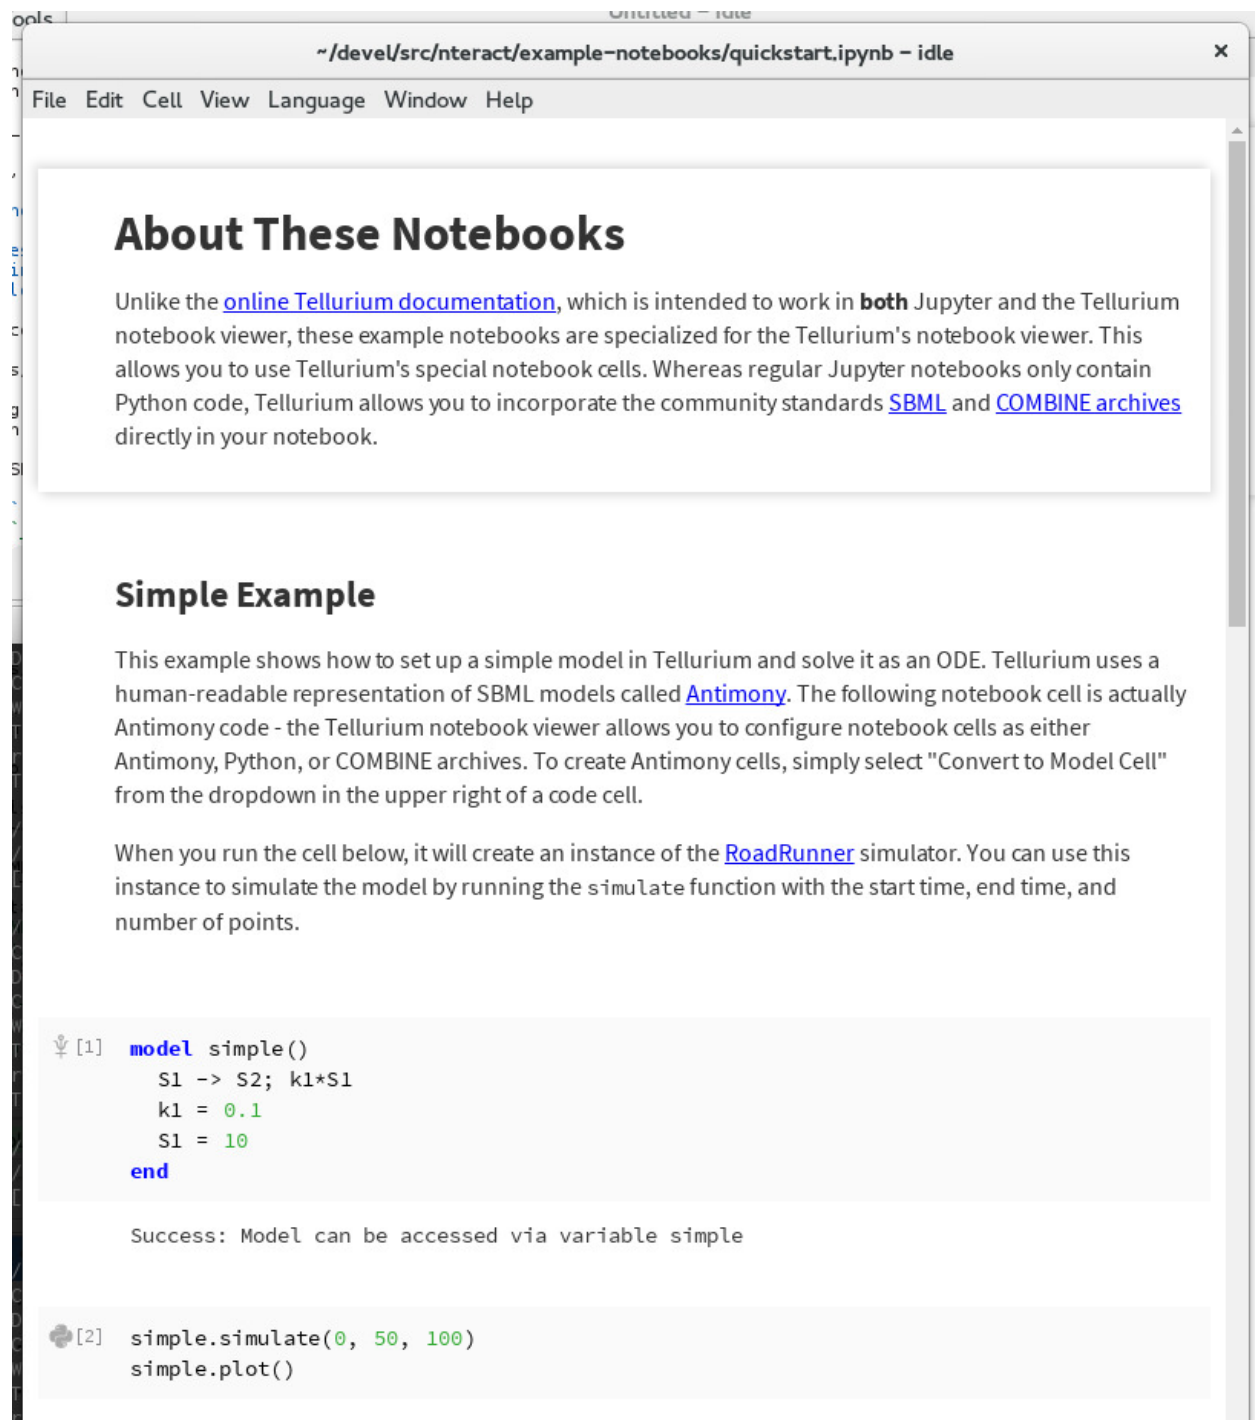 ools
Untitled – idle
~/devel/src/nteract/example-notebooks/quickstart.ipynb – idle
File Edit Cell View Language Window Help
About These Notebooks
Unlike the online Tellurium documentation, which is intended to work in both Jupyter and the Tellurium
notebook viewer, these example notebooks are specialized for the Tellurium's notebook viewer. This
allows you to use Tellurium's special notebook cells. Whereas regular Jupyter notebooks only contain
Python code, Tellurium allows you to incorporate the community standards SBML and COMBINE archives
directly in your notebook.
Simple Example
This example shows how to set up a simple model in Tellurium and solve it as an ODE. Tellurium uses a
human-readable representation of SBML models called Antimony. The following notebook cell is actually
Antimony code - the Tellurium notebook viewer allows you to configure notebook cells as either
Antimony, Python, or COMBINE archives. To create Antimony cells, simply select "Convert to Model Cell"
from the dropdown in the upper right of a code cell.
When you run the cell below, it will create an instance of the RoadRunner simulator. You can use this
instance to simulate the model by running the simulate function with the start time, end time, and
number of points.
[1] model simple()
S1 -> S2; k1*S1
k1 = 0.1
S1 = 10
end
Success: Model can be accessed via variable simple
[2] simple.simulate(0, 50, 100)
simple.plot()